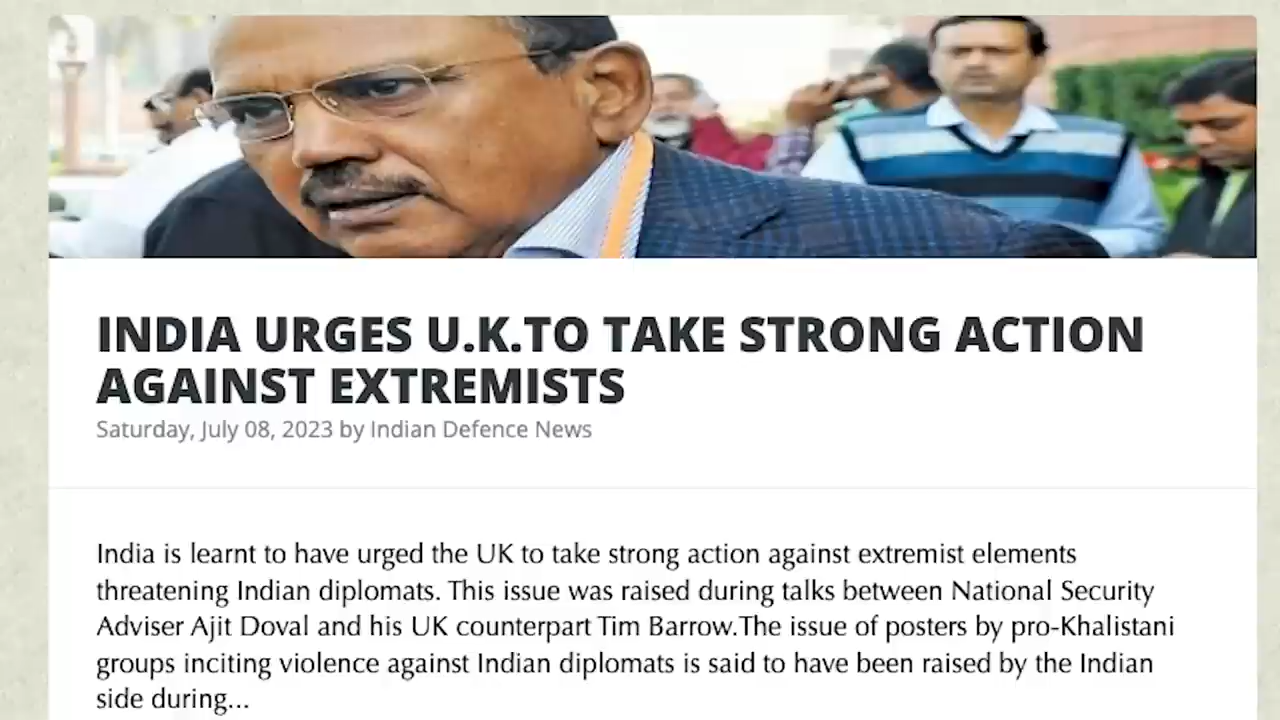 INDIA URGES U.K.TO TAKE STRONG ACTION
AGAINST EXTREMISTS
Saturday, July 08, 2023 by Indian Defence News
India is learnt to have urged the UK to take strong action against extremist elements
threatening Indian diplomats. This issue was raised during talks between National Security
Adviser Ajit Doval and his UK counterpart Tim Barrow.The issue of posters by pro-Khalistani
groups inciting violence against Indian diplomats is said to have been raised by the Indian
side during...